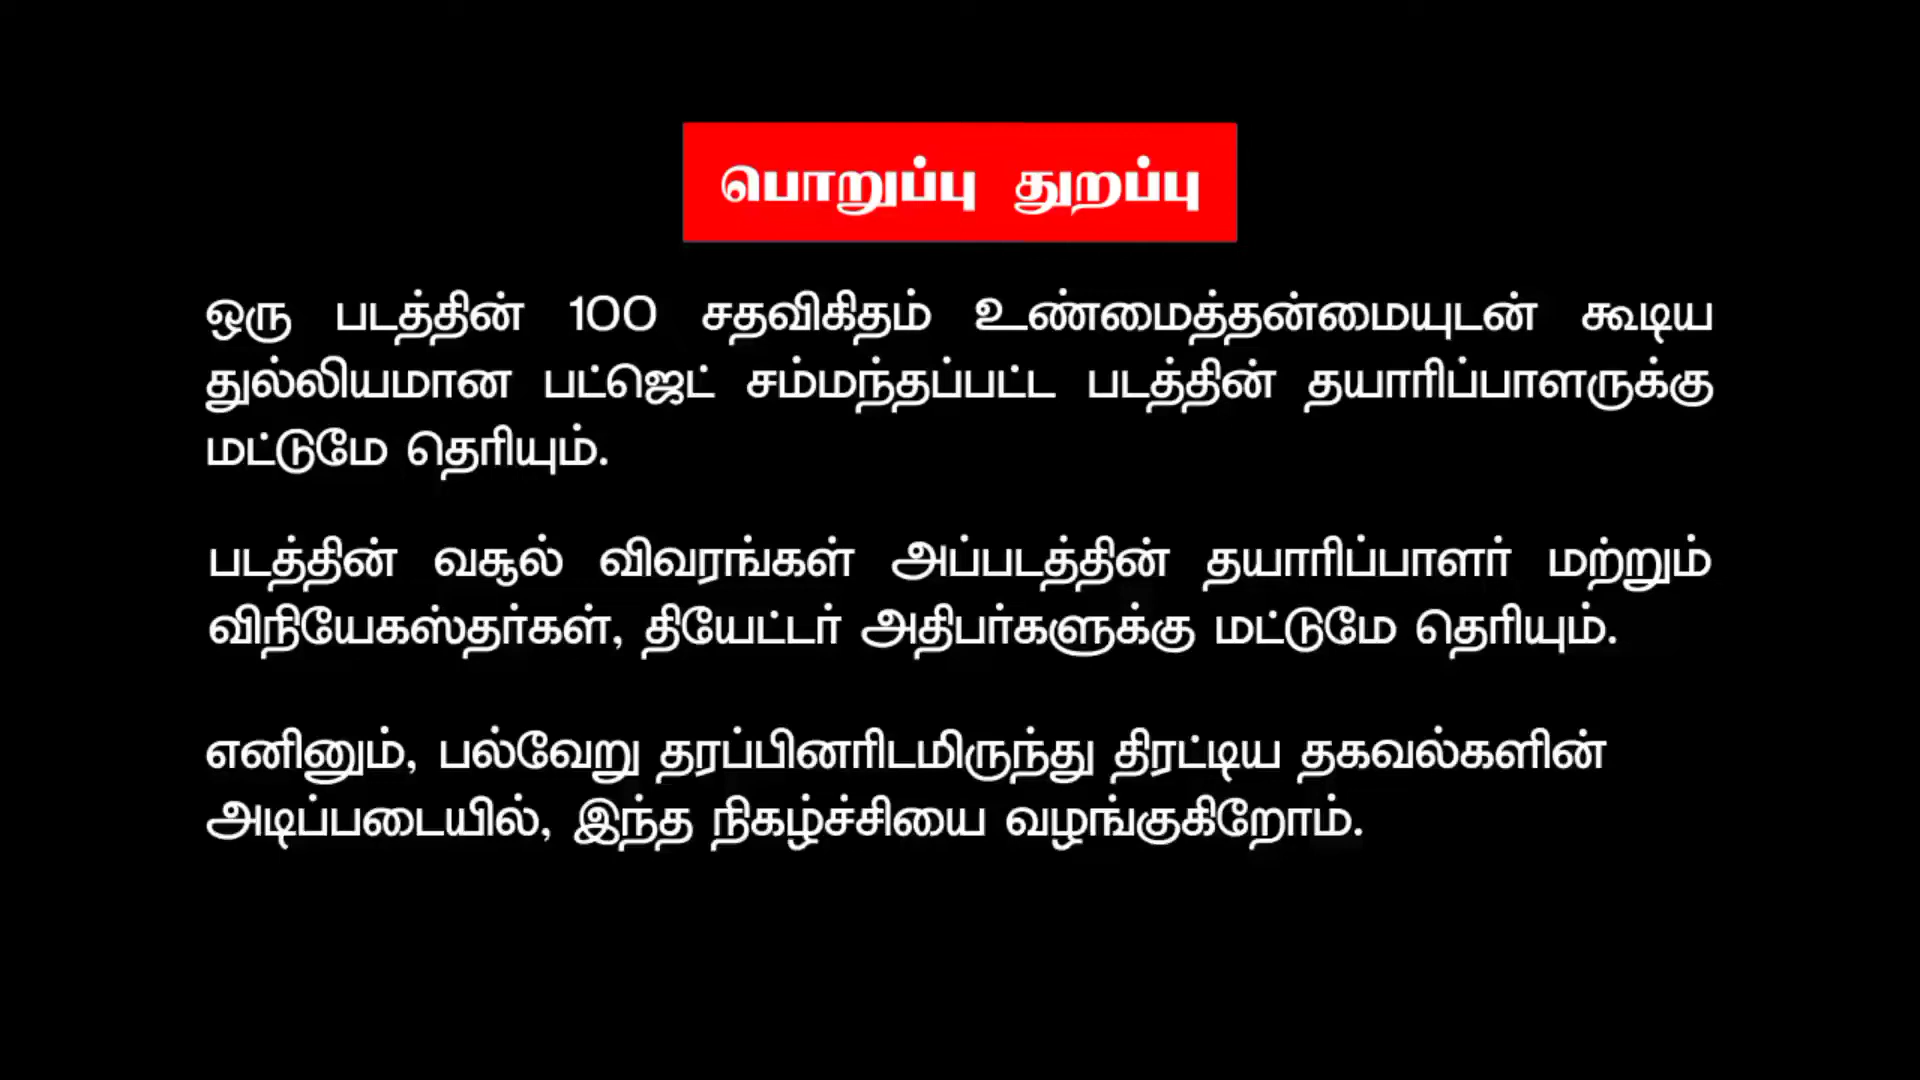 பொறுப்பு துறப்பு
ஒரு படத்தின் 100 சதவிகிதம் உண்மைத்தன்மையுடன் கூடிய
துல்லியமான பட்ஜெட் சம்மந்தப்பட்ட படத்தின் தயாரிப்பாளருக்கு
மட்டுமே தெரியும்.
படத்தின் வசூல் விவரங்கள் அப்படத்தின் தயாரிப்பாளர் மற்றும்
விநியேகஸ்தர்கள், தியேட்டர் அதிபர்களுக்கு மட்டுமே தெரியும்.
எனினும், பல்வேறு தரப்பினரிடமிருந்து திரட்டிய தகவல்களின்
அடிப்படையில், இந்த நிகழ்ச்சியை வழங்குகிறோம்.